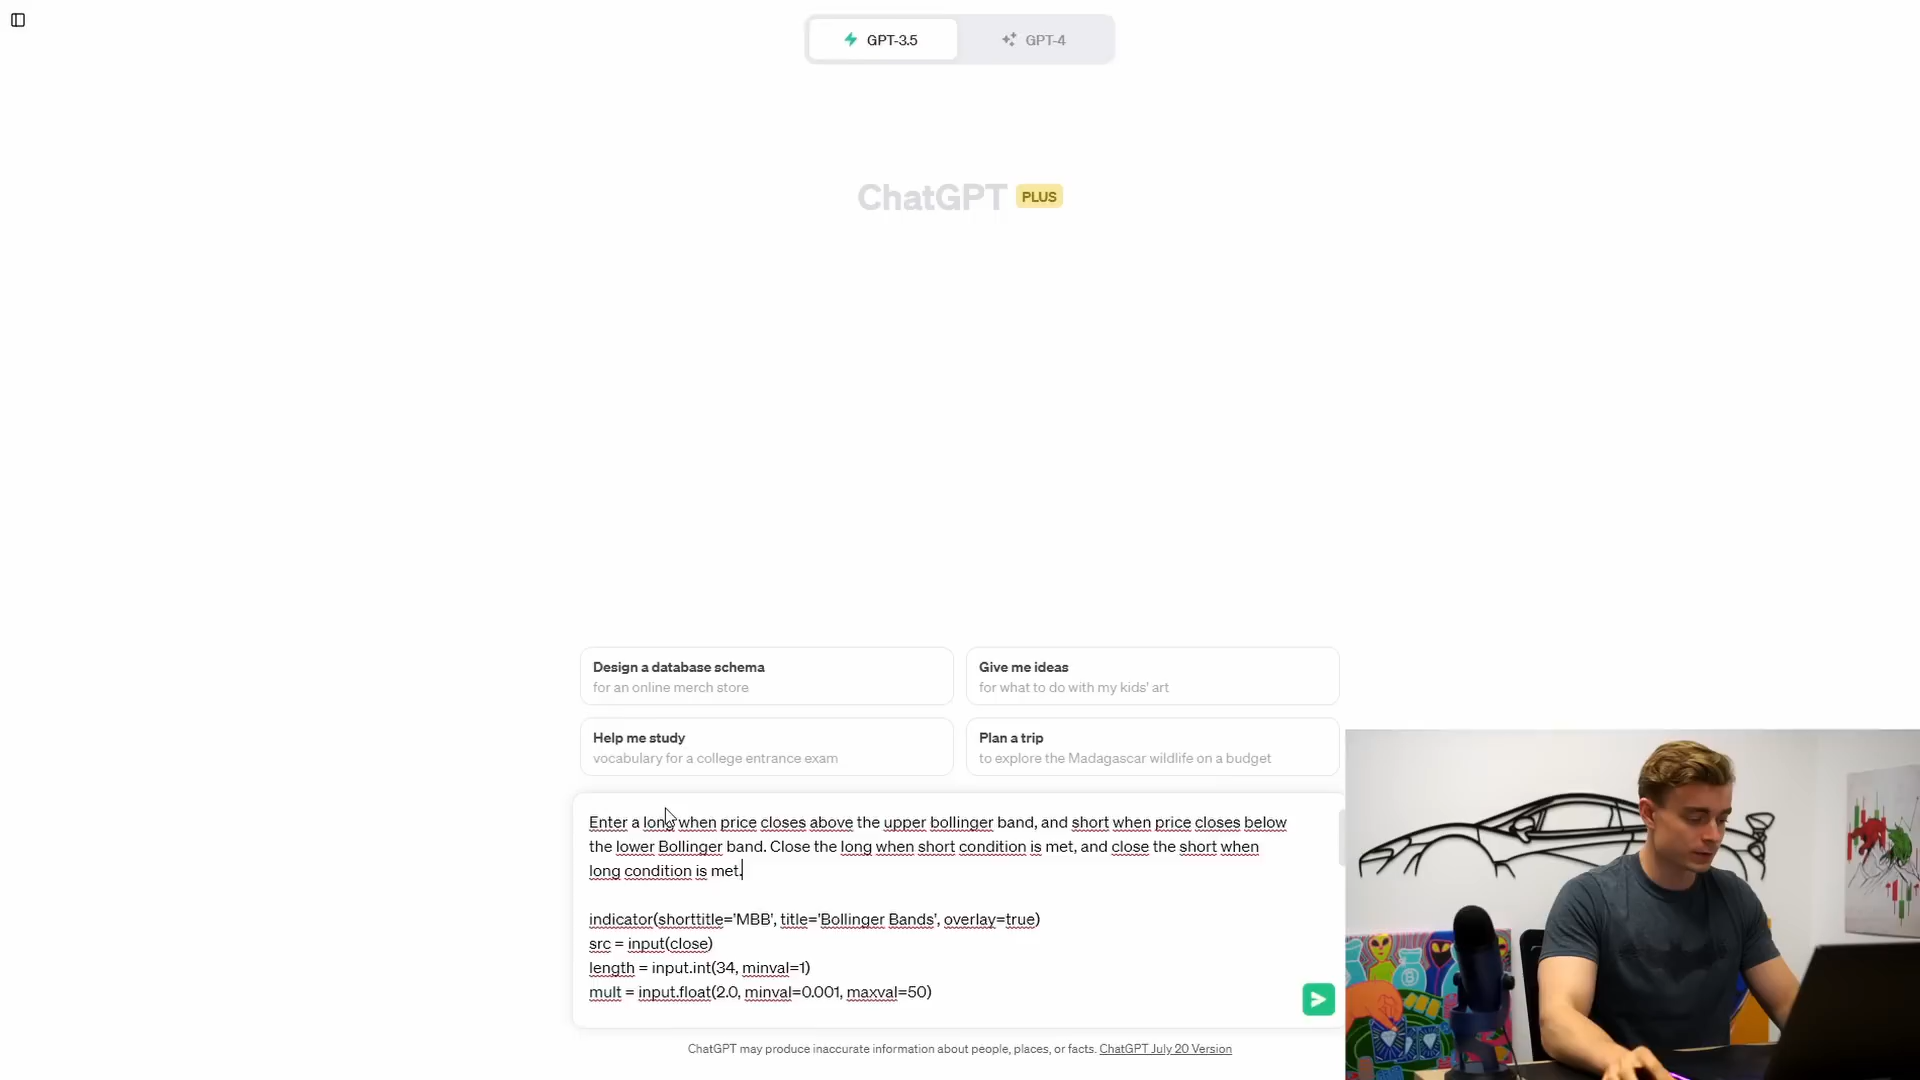 GPT-3.5
GPT-4
ChatGPT PLUS
Design a database schema
for an online merch store
Give me ideas
for what to do with my kids' art
Help me study
vocabulary for a college entrance exam
Plan a trip
to explore the Madagascar wildlife on a budget
Enter a long when price closes above the upper bollinger band, and short when price closes below
the lower Bollinger band. Close the long when short condition is met, and close the short when
long condition is met.
indicator(shorttitle='MBB', title='Bollinger Bands', overlay=true)
src = input(close)
length = input.int(34, minval=1)
mult = input.float(2.0, minval=0.001, maxval=50)
ChatGPT may produce inaccurate information about people, places, or facts. ChatGPT July 20 Version